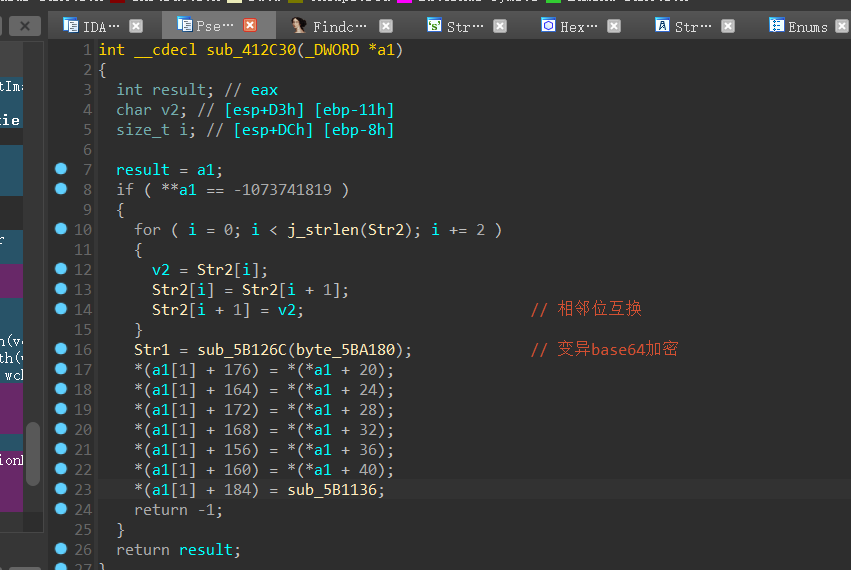 IDA… Pse… Findc… Str… Hex… Str… Enums
1 int __cdecl sub_412C30(_DWORD *a1)
2 {
3 int result; // eax
4 char v2; // [esp+D3h] [ebp-11h]
5 size_t i; // [esp+DCh] [ebp-8h]
6
7 result = a1;
8 if ( **a1 == -1073741819 )
9 {
10 for ( i = 0; i < j_strlen(Str2); i += 2 )
11 {
12 v2 = Str2[i];
13 Str2[i] = Str2[i + 1];
14 Str2[i + 1] = v2; // 相邻位互换
15 }
16 Str1 = sub_5B126C(byte_5BA180); // 变异base64加密
17 *(a1[1] + 176) = *(*a1 + 20);
18 *(a1[1] + 164) = *(*a1 + 24);
19 *(a1[1] + 172) = *(*a1 + 28);
20 *(a1[1] + 168) = *(*a1 + 32);
21 *(a1[1] + 156) = *(*a1 + 36);
22 *(a1[1] + 160) = *(*a1 + 40);
23 *(a1[1] + 184) = sub_5B1136;
24 return -1;
25 }
26 return result;
27 }